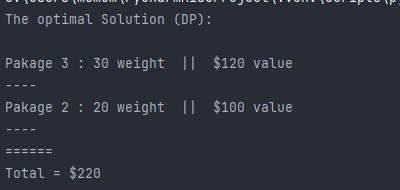 The optimal Solution (DP):
Pakage 3 : 30 weight  ||  $120 value
----
Pakage 2 : 20 weight  ||  $100 value
----
======
Total = $220